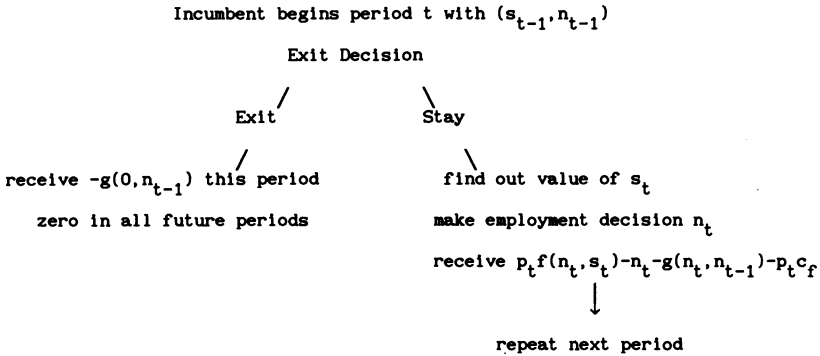 Incumbent begins period t with (s_{t-1},n_{t-1})
Exit Decision
Exit
Stay
receive -g(0,n_{t-1}) this period
zero in all future periods
find out value of s_t
make employment decision n_t
receive p_t f(n_t,s_t)-n_t-g(n_t,n_{t-1})-p_t c_f
repeat next period